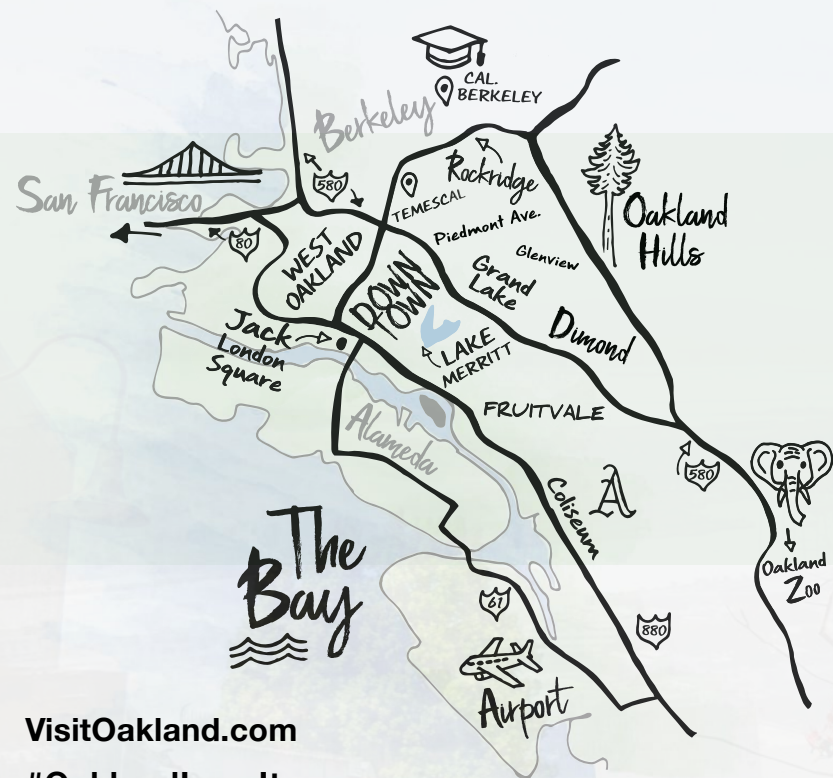 CAL.
BERKELEY
Berkeley
San Francisco
580
80
Rockridge
TEMESCAL
Piedmont Ave.
Glenview
Oakland
Hills
WEST
OAKLAND
DOWN
TOWN
Grand
Lake
Dimond
Jack
London
Square
LAKE
MERRITT
FRUITVALE
Alameda
580
Coliseum
A
The
Bay
Oakland
Zoo
61
880
Airport
VisitOakland.com